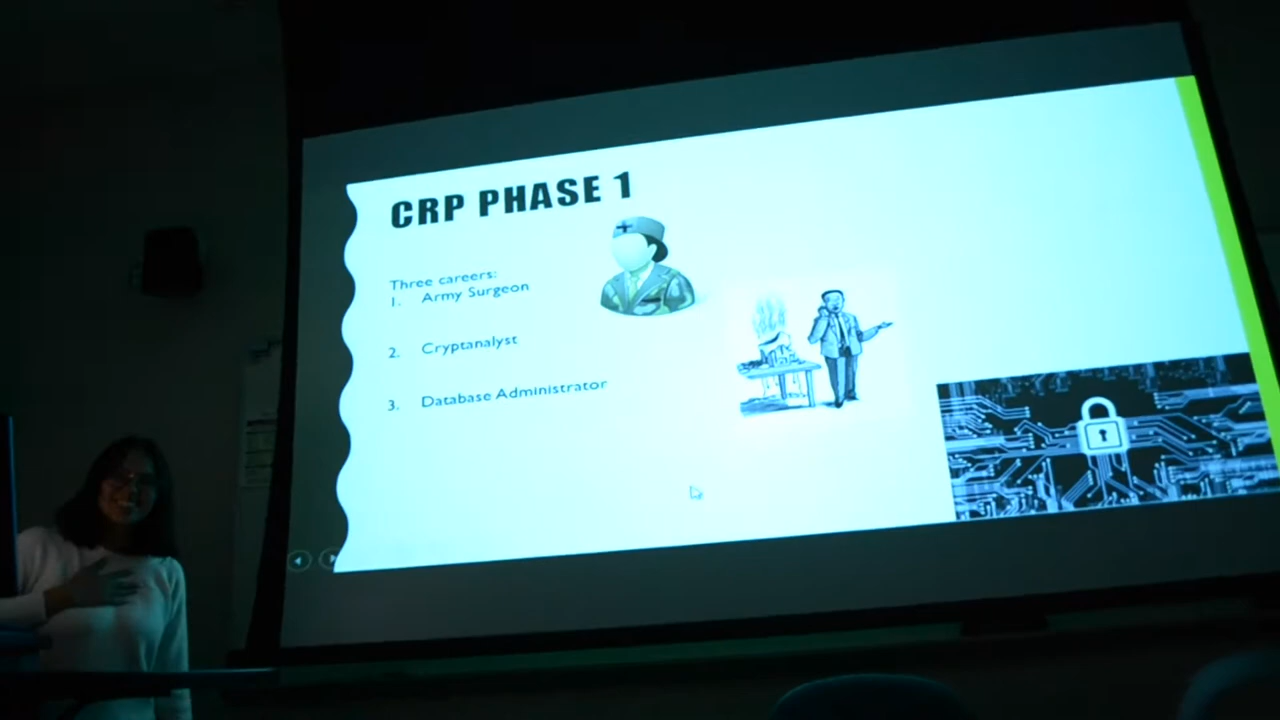 CRP PHASE 1
Three careers:
1. Army Surgeon
2. Cryptanalyst
3. Database Administrator